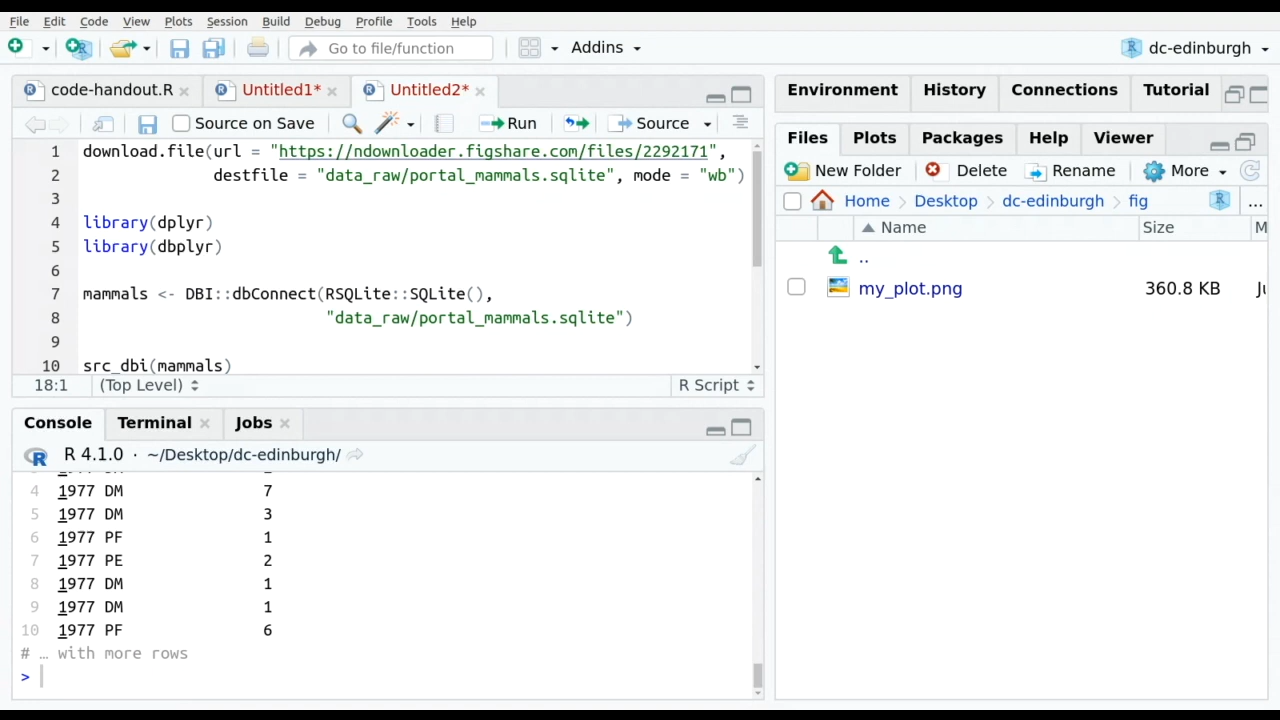 File Edit Code View Plots Session Build Debug Profile Tools Help
Go to file/function Addins dc-edinburgh
code-handout.R Untitled1* Untitled2*
Source on Save Run Source
1 download.file(url = "https://ndownloader.figshare.com/files/2292171",
2 destfile = "data_raw/portal_mammals.sqlite", mode = "wb")
3
4 library(dplyr)
5 library(dbplyr)
6
7 mammals <- DBI::dbConnect(RSQLite::SQLite(),
8 "data_raw/portal_mammals.sqlite")
9
10 src_dbi(mammals)
18:1 (Top Level) R Script
Console Terminal Jobs
R 4.1.0 · ~/Desktop/dc-edinburgh/
4 1977 DM 7
5 1977 DM 3
6 1977 PF 1
7 1977 PE 2
8 1977 DM 1
9 1977 DM 1
10 1977 PF 6
# … with more rows
>
Environment History Connections Tutorial
Files Plots Packages Help Viewer
New Folder Delete Rename More
Home Desktop dc-edinburgh fig ...
Name Size M
..
my_plot.png 360.8 KB